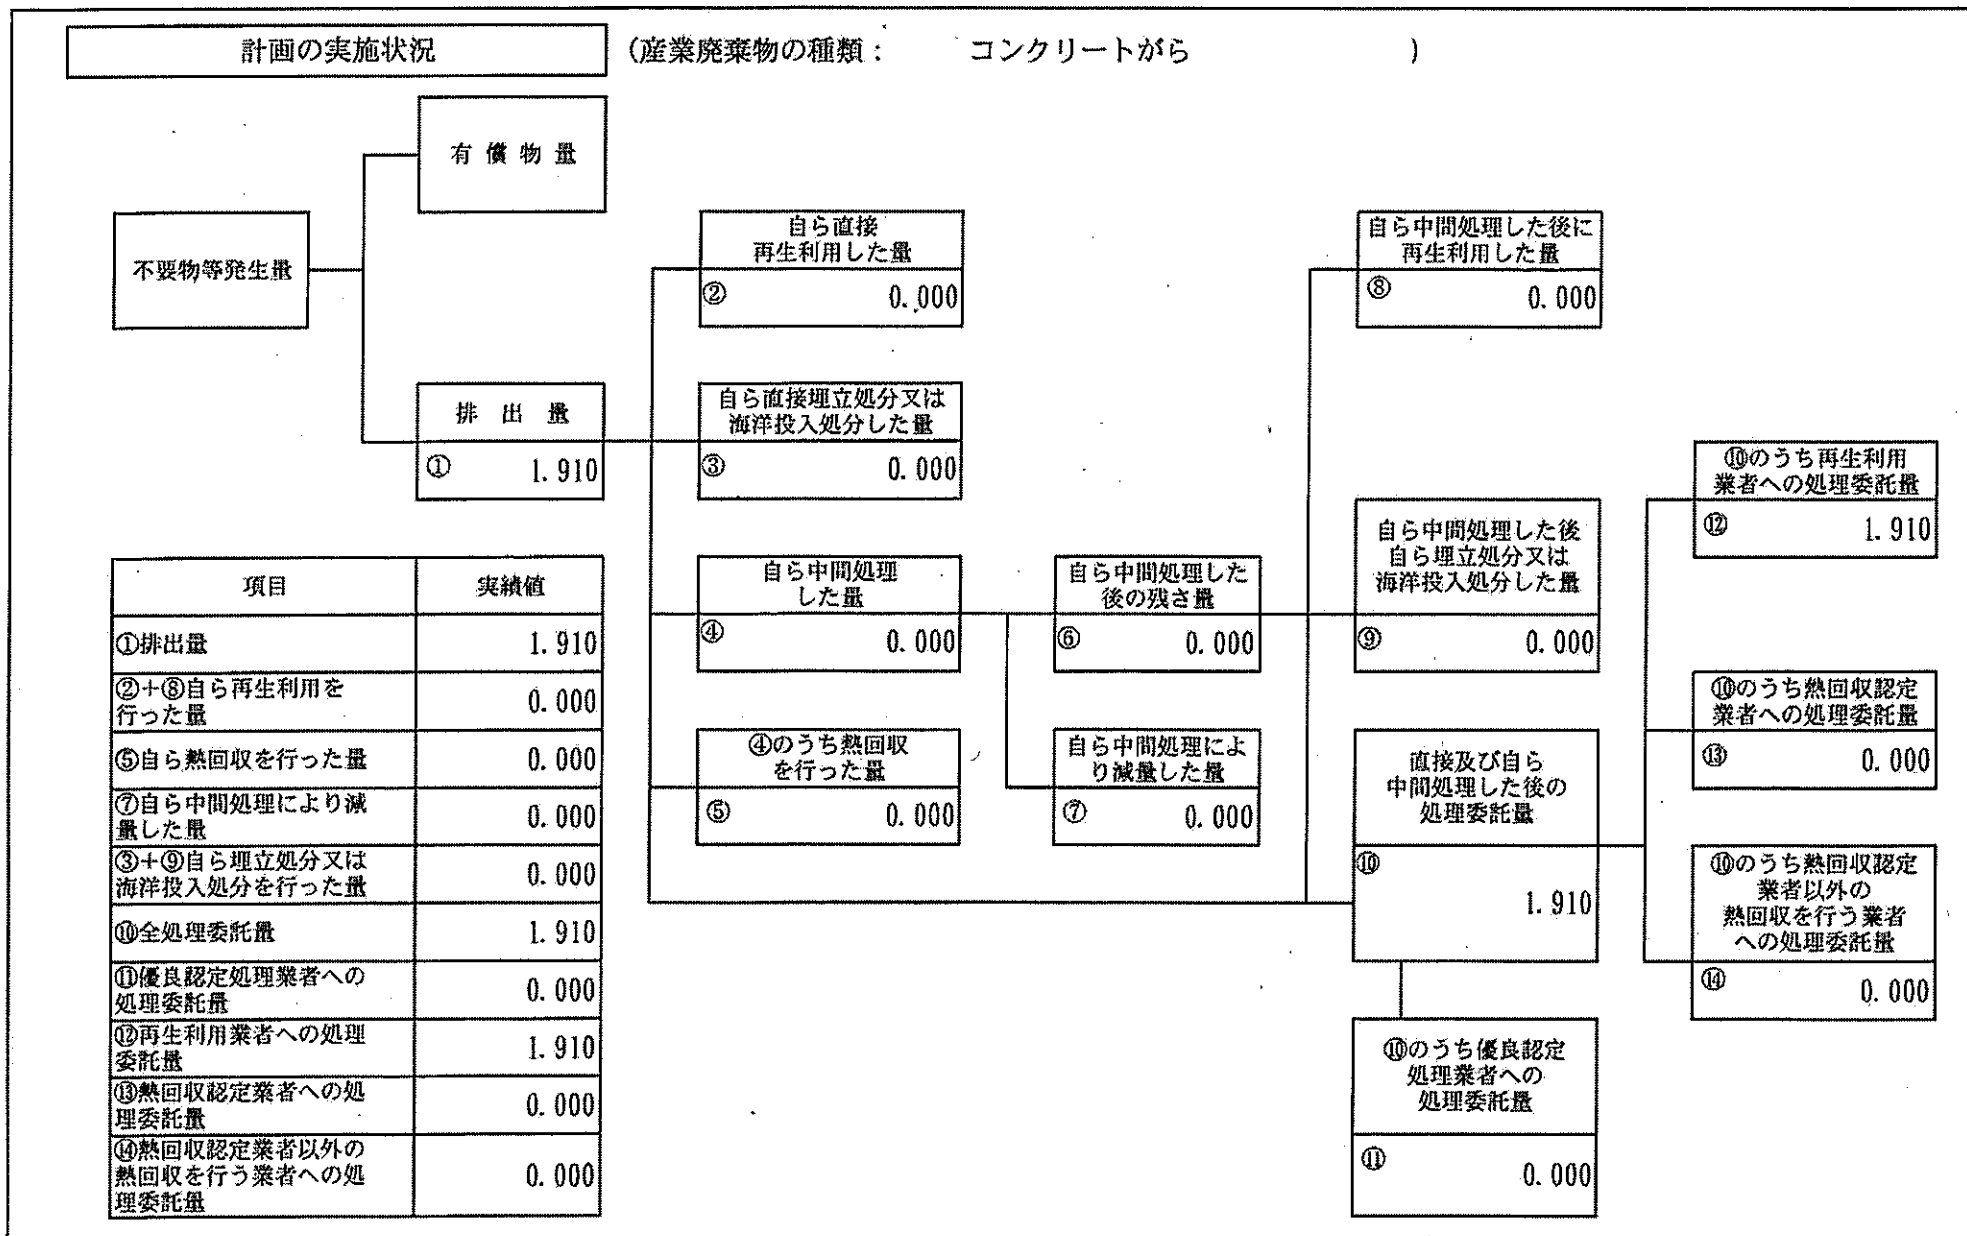 計画の実施状況 (産業廃棄物の種類： コンクリートがら )
有償物量
不要物等発生量
自ら直接
再生利用した量
② 0.000
自ら中間処理した後に
再生利用した量
⑧ 0.000
排出量
① 1.910
自ら直接埋立処分又は
海洋投入処分した量
③ 0.000
⑩のうち再生利用
業者への処理委託量
⑫ 1.910
自ら中間処理
した量
④ 0.000
自ら中間処理した
後の残さ量
⑥ 0.000
自ら中間処理した後
自ら埋立処分又は
海洋投入処分した量
⑨ 0.000
⑩のうち熱回収認定
業者への処理委託量
⑬ 0.000
④のうち熱回収
を行った量
⑤ 0.000
自ら中間処理によ
り減量した量
⑦ 0.000
直接及び自ら
中間処理した後の
処理委託量
⑩
1.910
⑩のうち熱回収認定
業者以外の
熱回収を行う業者
への処理委託量
⑭ 0.000
⑩のうち優良認定
処理業者への
処理委託量
⑪ 0.000
項目 実績値
①排出量 1.910
②+⑧自ら再生利用を
行った量 0.000
⑤自ら熱回収を行った量 0.000
⑦自ら中間処理により減
量した量 0.000
③+⑨自ら埋立処分又は
海洋投入処分を行った量 0.000
⑩全処理委託量 1.910
⑪優良認定処理業者への
処理委託量 0.000
⑫再生利用業者への処理
委託量 1.910
⑬熱回収認定業者への処
理委託量 0.000
⑭熱回収認定業者以外の
熱回収を行う業者への処
理委託量 0.000